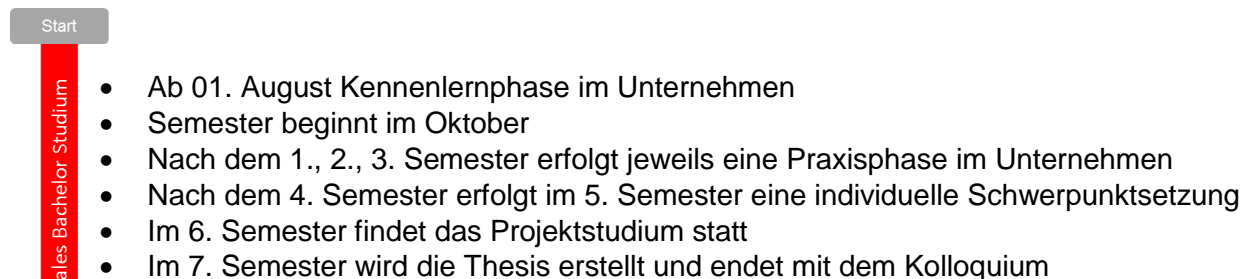 Start
ales Bachelor Studium
• Ab 01. August Kennenlernphase im Unternehmen
• Semester beginnt im Oktober
• Nach dem 1., 2., 3. Semester erfolgt jeweils eine Praxisphase im Unternehmen
• Nach dem 4. Semester erfolgt im 5. Semester eine individuelle Schwerpunktsetzung
• Im 6. Semester findet das Projektstudium statt
• Im 7. Semester wird die Thesis erstellt und endet mit dem Kolloquium